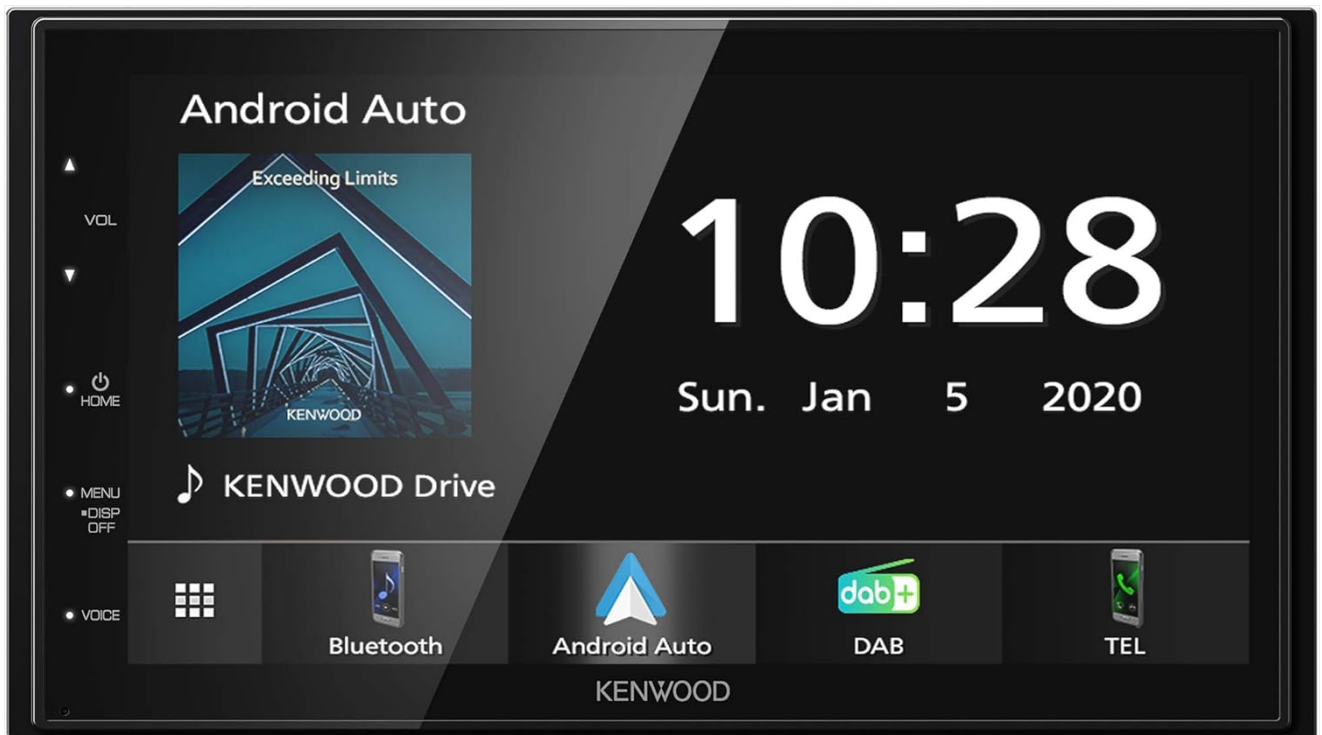 Android Auto
Exceeding Limits
KENWOOD
KENWOOD Drive
10:28
Sun. Jan 5 2020
VOL
HOME
MENU
DISP
OFF
VOICE
Bluetooth
Android Auto
dab+
DAB
TEL
KENWOOD